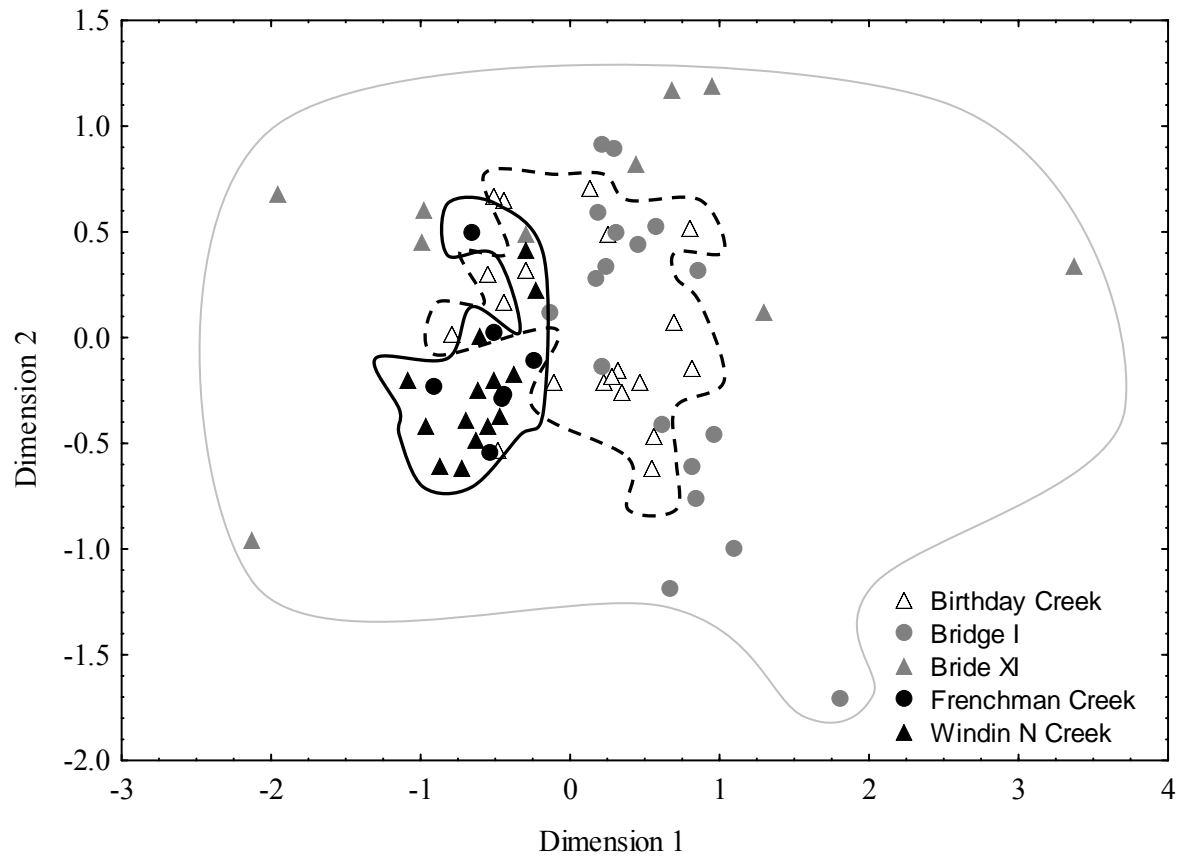 1.5
1.0
0.5
0.0
-0.5
-1.0
-1.5
-2.0
Dimension 2
-3 -2 -1 0 1 2 3 4
Dimension 1
Birthday Creek
Bridge I
Bride XI
Frenchman Creek
Windin N Creek